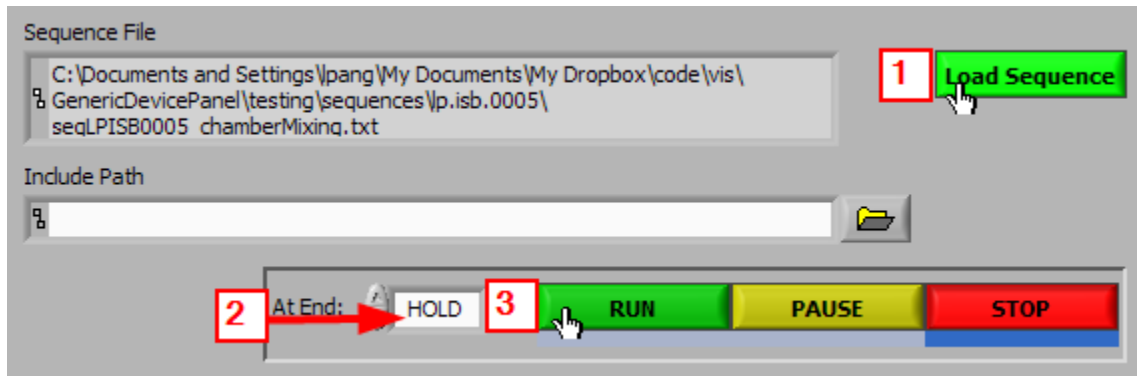 Sequence File
C:\Documents and Settings\lpang\My Documents\My Dropbox\code\vis\
GenericDevicePanel\testing\sequences\lp.isb.0005\
seqLPISB0005_chamberMixing.txt
1
Load Sequence
Include Path
2
At End:
HOLD
3
RUN
PAUSE
STOP